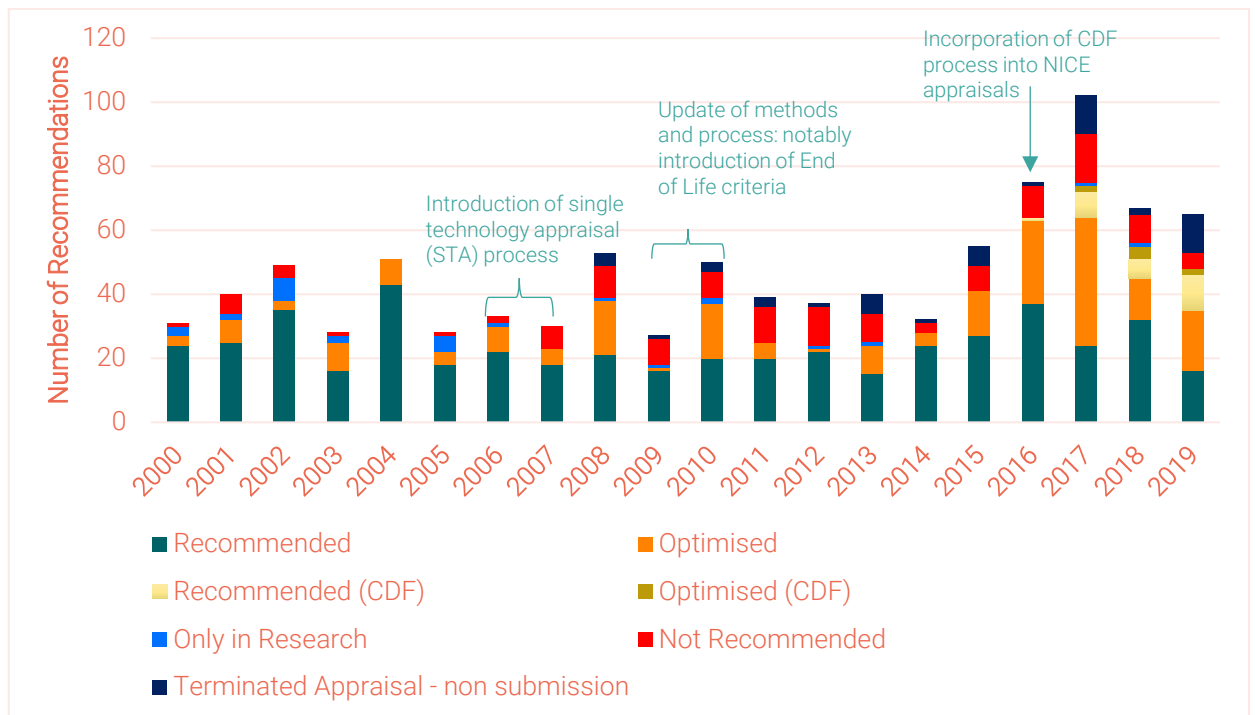 120
100
80
60
40
20
0
Number of Recommendations
Introduction of single
technology appraisal
(STA) process
Update of methods
and process: notably
introduction of End
of Life criteria
Incorporation of CDF
process into NICE
appraisals
2000
2001
2002
2003
2004
2005
2006
2007
2008
2009
2010
2011
2012
2013
2014
2015
2016
2017
2018
2019
Recommended
Optimised
Recommended (CDF)
Optimised (CDF)
Only in Research
Not Recommended
Terminated Appraisal - non submission